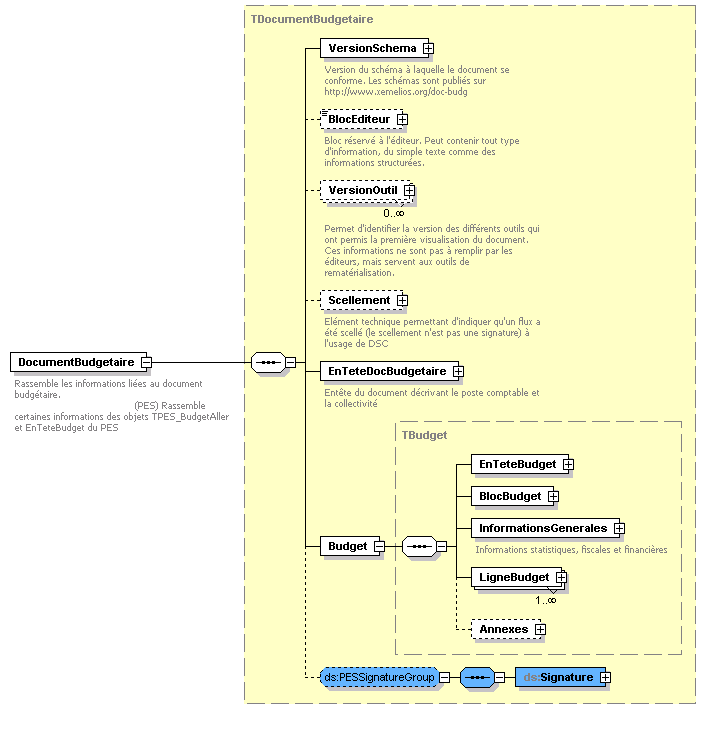 TDocumentBudgetaire
VersionSchema
Version du schéma à laquelle le document se
conforme. Les schémas sont publiés sur
http://www.xemelios.org/doc-budg
BlocEditeur
Bloc réservé à l'éditeur. Peut contenir tout type
d'information, du simple texte comme des
informations structurées.
VersionOutil
0..∞
Permet d'identifier la version des différents outils qui
ont permis la première visualisation du document.
Ces informations ne sont pas à remplir par les
éditeurs, mais servent aux outils de
rematérialisation.
Scellement
Elément technique permettant d'indiquer qu'un flux a
été scellé (le scellement n'est pas une signature) à
l'usage de DSC
DocumentBudgetaire
Rassemble les informations liées au document
budgétaire.
(PES) Rassemble
certaines informations des objets TPES_BudgetAller
et EnTeteBudget du PES
EnTeteDocBudgetaire
Entête du document décrivant le poste comptable et
la collectivité
TBudget
EnTeteBudget
BlocBudget
InformationsGenerales
Informations statistiques, fiscales et financières
Budget
LigneBudget
1..∞
Annexes
ds:PESSignatureGroup
ds:Signature